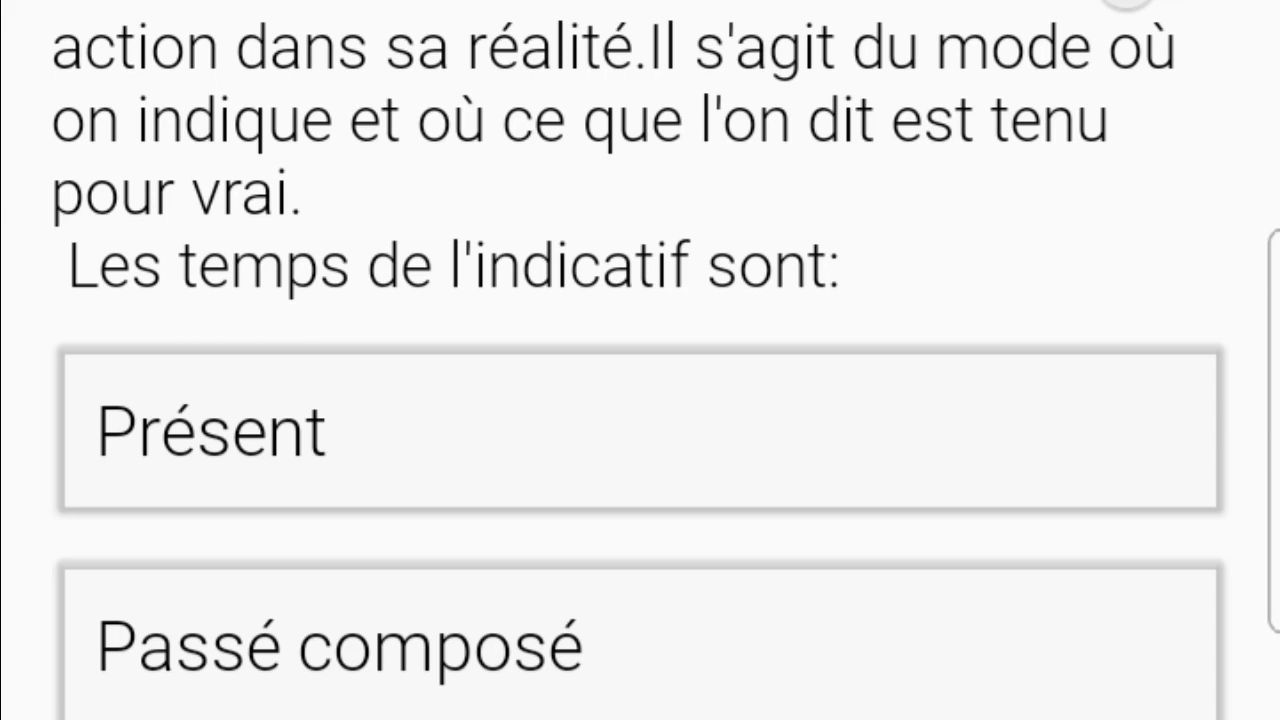 action dans sa réalité.Il s'agit du mode où
on indique et où ce que l'on dit est tenu
pour vrai.
Les temps de l'indicatif sont:
Présent
Passé composé